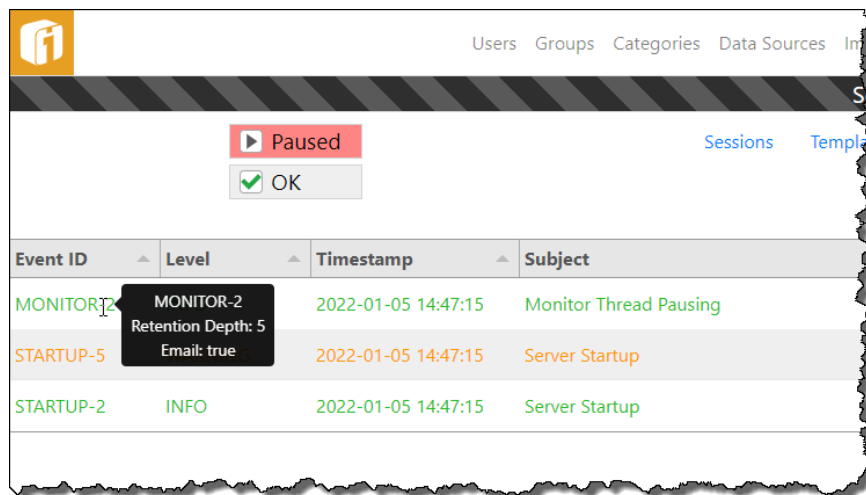 Users Groups Categories Data Sources
Paused
Sessions
OK
Event ID Level Timestamp Subject
MONITOR-2 2022-01-05 14:47:15 Monitor Thread Pausing
MONITOR-2
Retention Depth: 5
Email: true
STARTUP-5 2022-01-05 14:47:15 Server Startup
STARTUP-2 INFO 2022-01-05 14:47:15 Server Startup